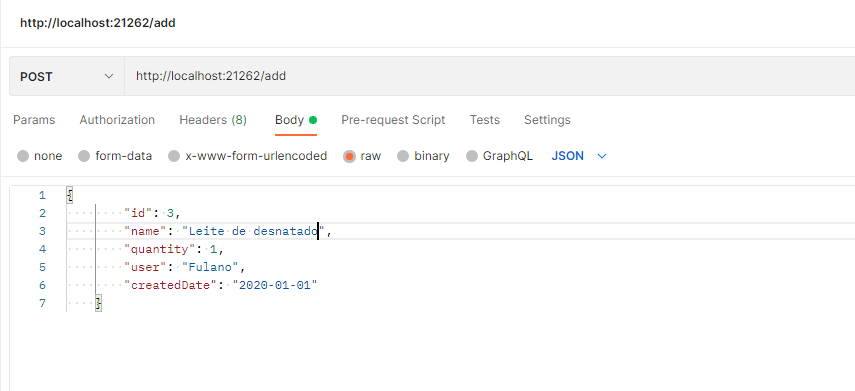 http://localhost:21262/add
POST http://localhost:21262/add
Params Authorization Headers (8) Body Pre-request Script Tests Settings
none form-data x-www-form-urlencoded raw binary GraphQL JSON
1 {
2 "id": 3,
3 "name": "Leite de desnatado",
4 "quantity": 1,
5 "user": "Fulano",
6 "createdDate": "2020-01-01"
7 }